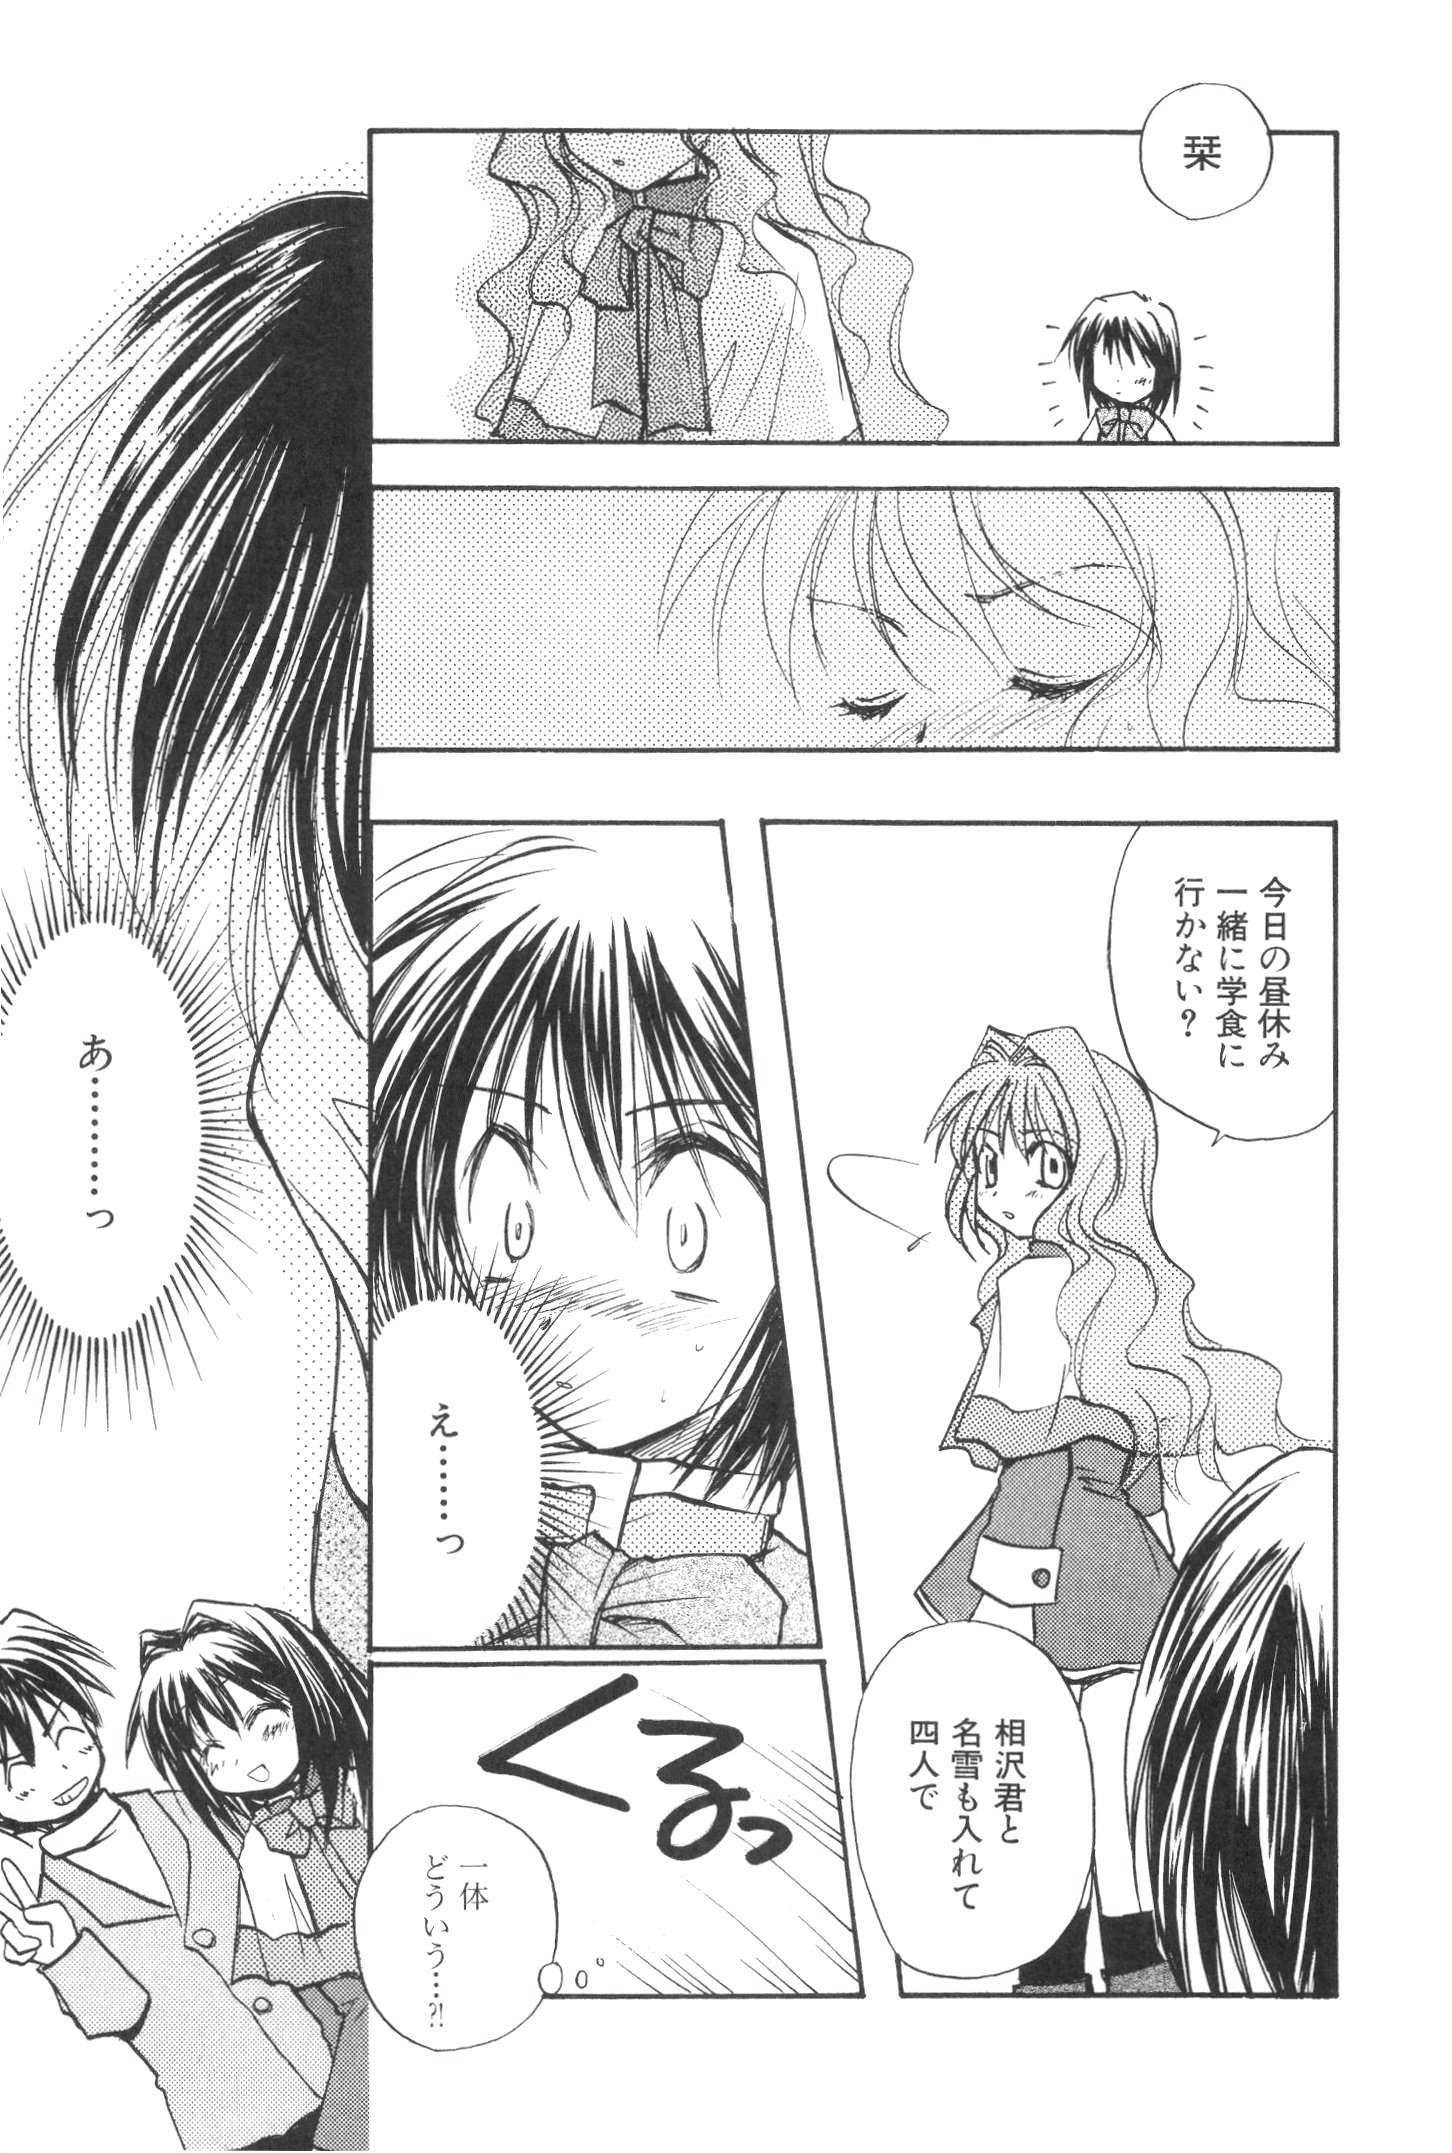 栞
今日の昼休み
一緒に学食に
行かない?
相沢君と
名雪も入れて
四人で
え……っ
くるっ
一体
どういう…?!
あ………っ